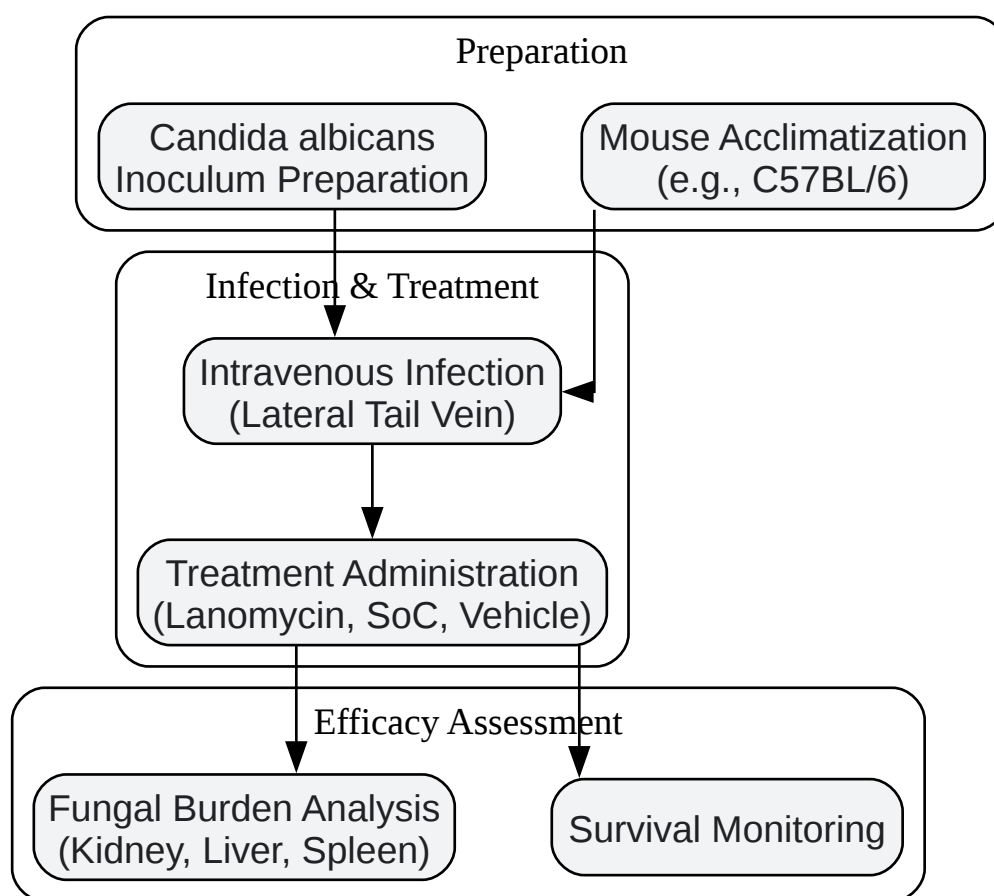 Preparation
Candida albicans
Inoculum Preparation
Mouse Acclimatization
(e.g., C57BL/6)
Infection & Treatment
Intravenous Infection
(Lateral Tail Vein)
Treatment Administration
(Lanomycin, SoC, Vehicle)
Efficacy Assessment
Fungal Burden Analysis
(Kidney, Liver, Spleen)
Survival Monitoring